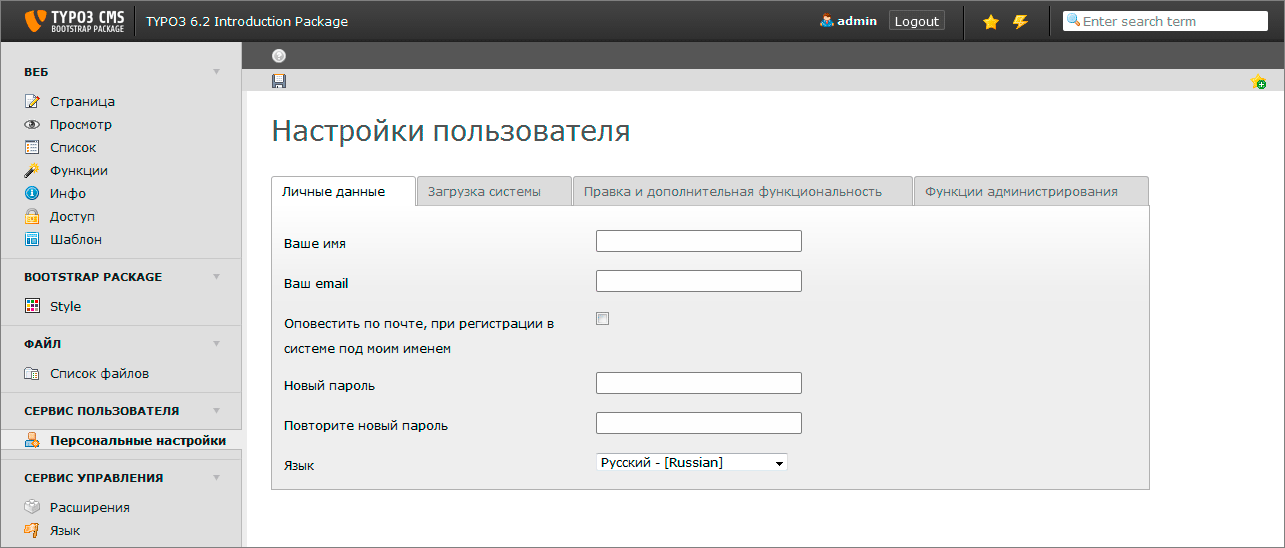 TYPO3 CMS
BOOTSTRAP PACKAGE
TYPO3 6.2 Introduction Package
admin
Logout
Enter search term
ВЕБ
Страница
Просмотр
Список
Функции
Инфо
Доступ
Шаблон
BOOTSTRAP PACKAGE
Style
ФАЙЛ
Список файлов
СЕРВИС ПОЛЬЗОВАТЕЛЯ
Персональные настройки
СЕРВИС УПРАВЛЕНИЯ
Расширения
Язык
Настройки пользователя
Личные данные
Загрузка системы
Правка и дополнительная функциональность
Функции администрирования
Ваше имя
Ваш email
Оповестить по почте, при регистрации в
системе под моим именем
Новый пароль
Повторите новый пароль
Язык
Русский - [Russian]